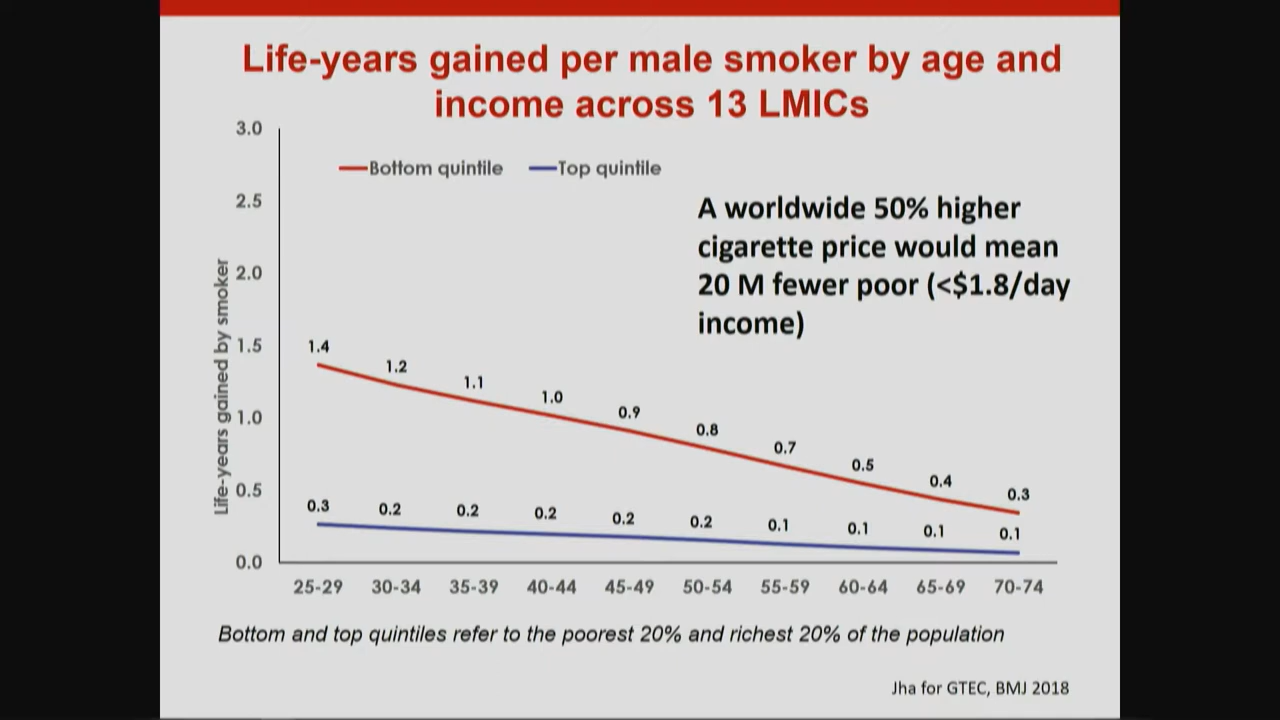 Life-years gained per male smoker by age and
income across 13 LMICs
Bottom quintile Top quintile
A worldwide 50% higher
cigarette price would mean
20 M fewer poor (<$1.8/day
income)
Life-years gained by smoker
3.0
2.5
2.0
1.5
1.0
0.5
0.0
1.4 1.2 1.1 1.0 0.9 0.8 0.7 0.5 0.4 0.3
0.3 0.2 0.2 0.2 0.2 0.2 0.1 0.1 0.1 0.1
25-29 30-34 35-39 40-44 45-49 50-54 55-59 60-64 65-69 70-74
Bottom and top quintiles refer to the poorest 20% and richest 20% of the population
Jha for GTEC, BMJ 2018